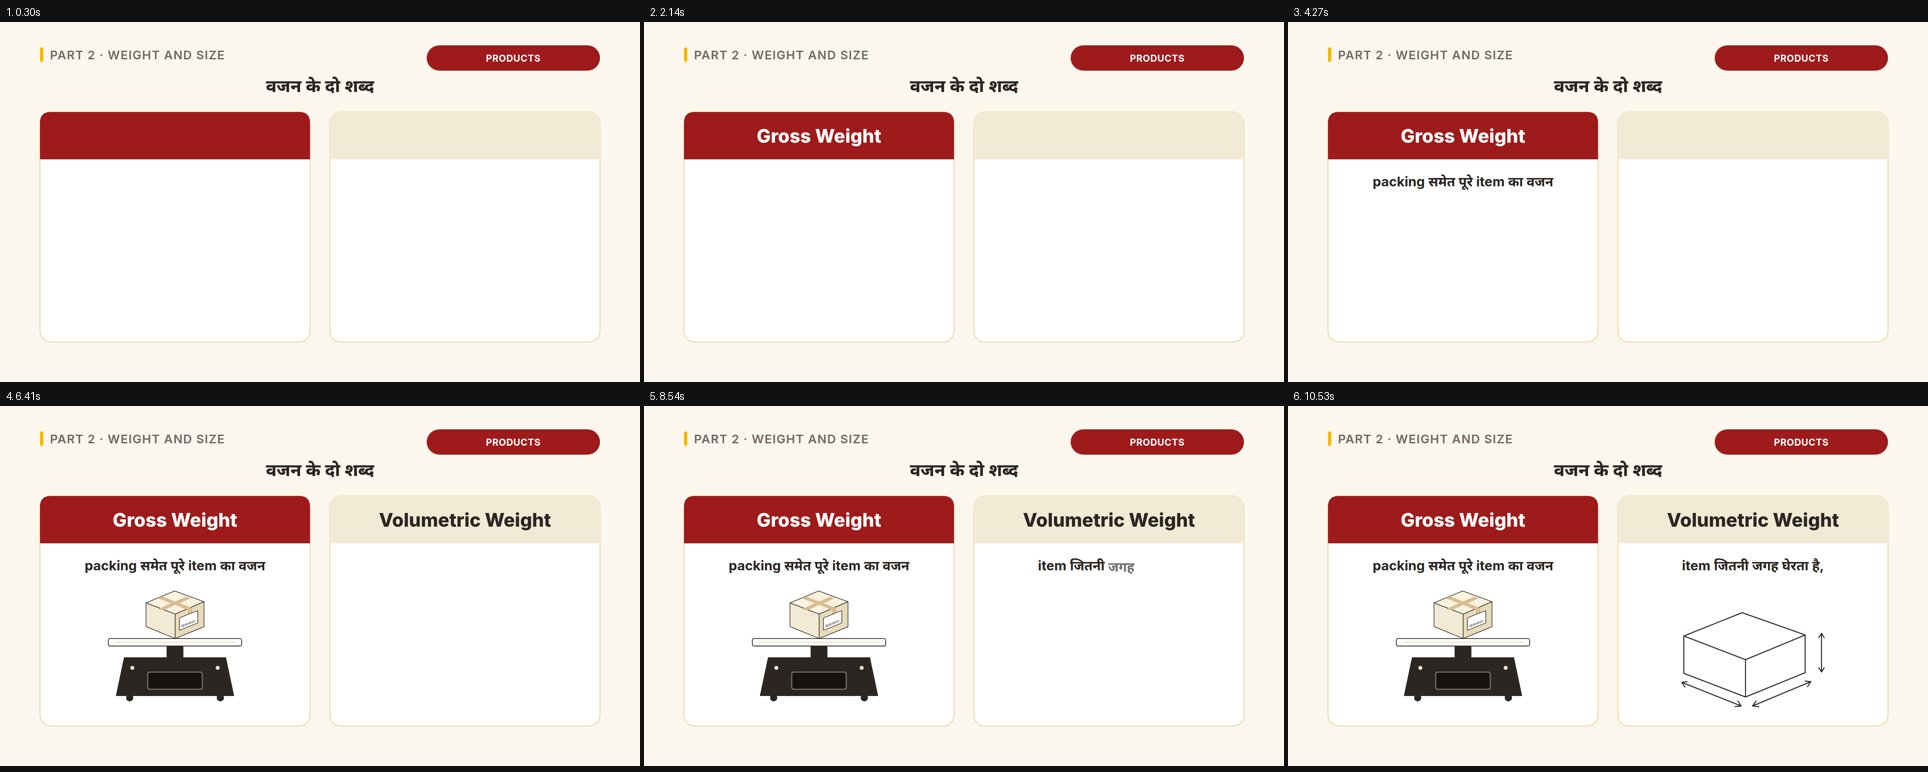 1. 0.30s
PART 2 · WEIGHT AND SIZE
PRODUCTS
वजन के दो शब्द
2. 2.14s
PART 2 · WEIGHT AND SIZE
PRODUCTS
वजन के दो शब्द
Gross Weight
3. 4.27s
PART 2 · WEIGHT AND SIZE
PRODUCTS
वजन के दो शब्द
Gross Weight
packing समेत पूरे item का वजन
4. 6.41s
PART 2 · WEIGHT AND SIZE
PRODUCTS
वजन के दो शब्द
Gross Weight
packing समेत पूरे item का वजन
Volumetric Weight
5. 8.54s
PART 2 · WEIGHT AND SIZE
PRODUCTS
वजन के दो शब्द
Gross Weight
packing समेत पूरे item का वजन
Volumetric Weight
item जितनी जगह
6. 10.53s
PART 2 · WEIGHT AND SIZE
PRODUCTS
वजन के दो शब्द
Gross Weight
packing समेत पूरे item का वजन
Volumetric Weight
item जितनी जगह घेरता है,